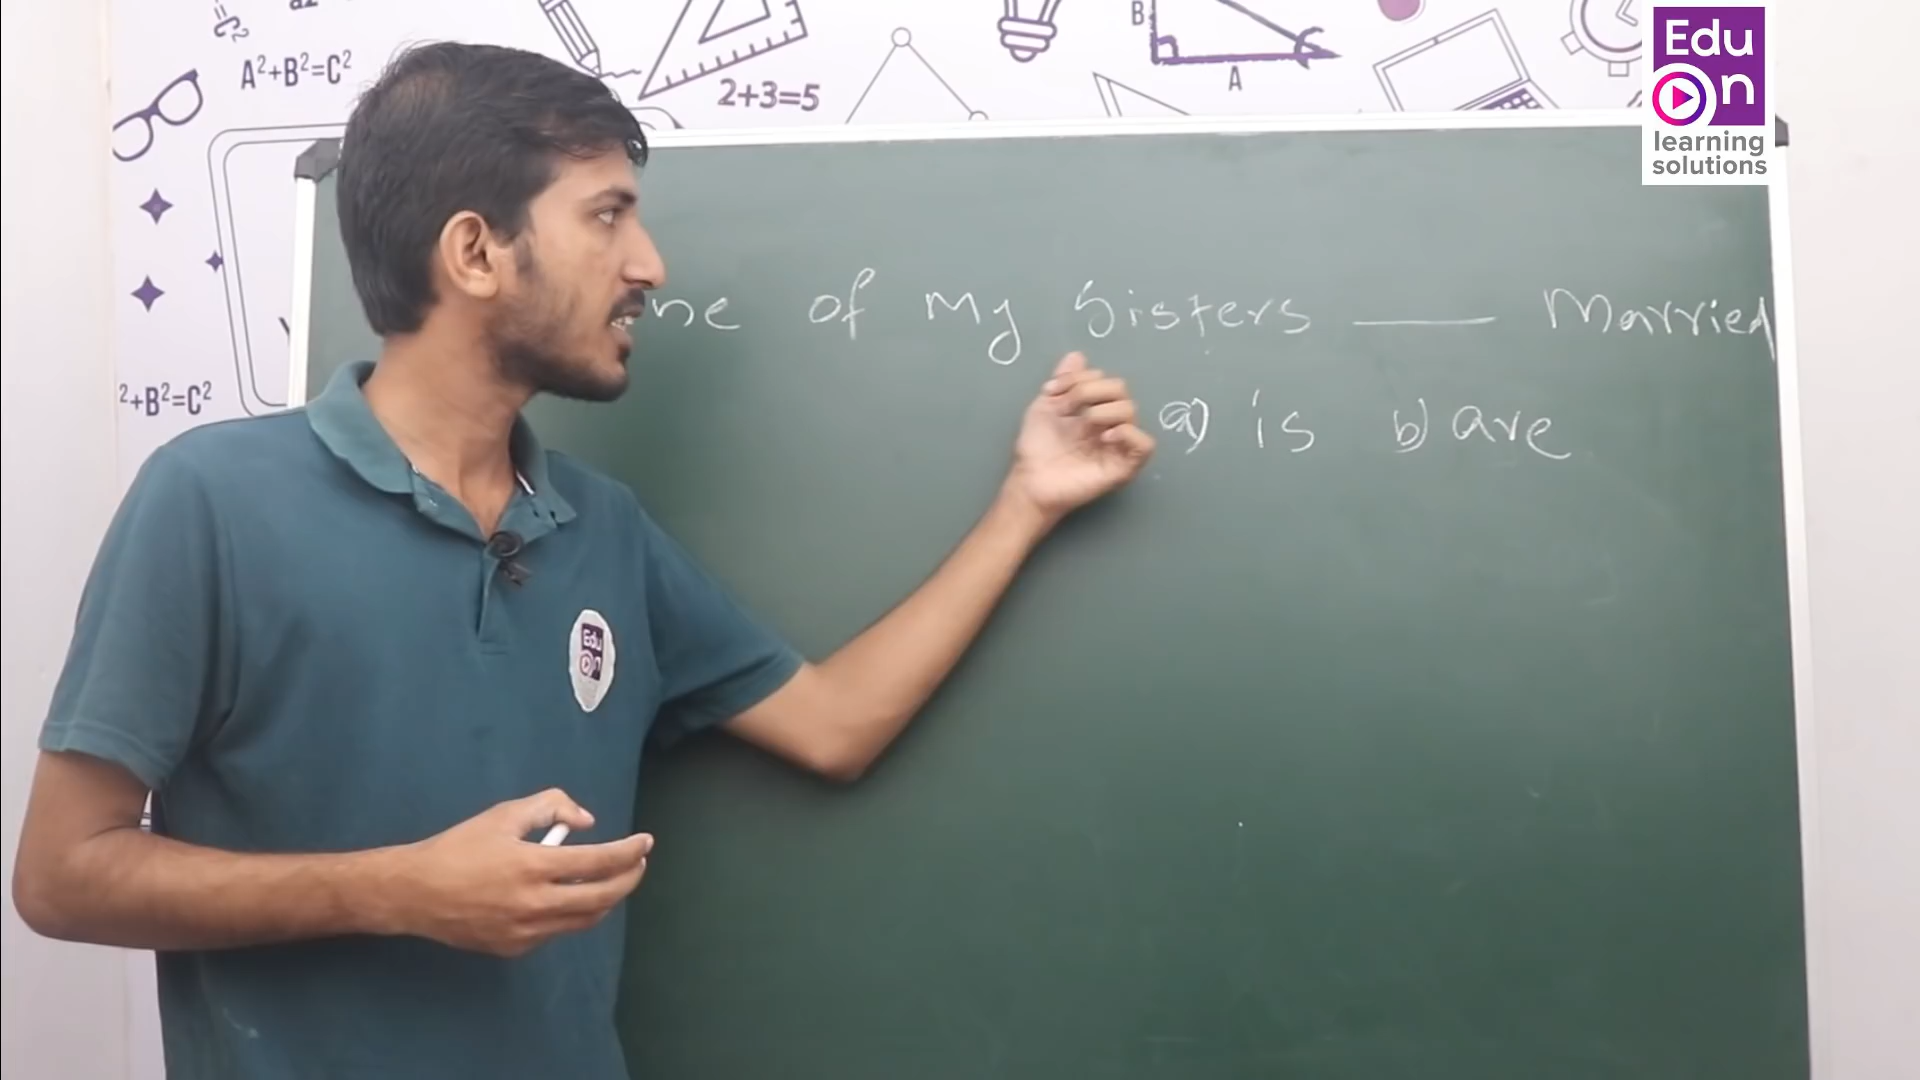 A²+B²=C²
2+3=5
B
A
Edu
On
learning
solutions
ne of My Sisters ___ Married
a) is b) are
²+B²=C²
Edu
On